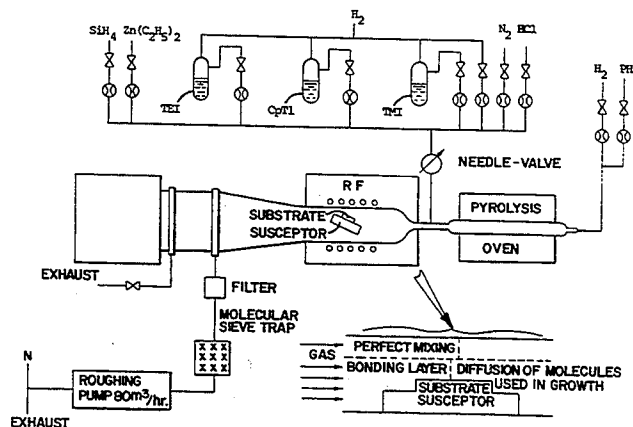 H2
SiH4 Zn(C2H5)2
N2 HCl
TEI
CpTl
TMI
H2 PH
NEEDLE-VALVE
RF
SUBSTRATE
SUSCEPTOR
PYROLYSIS
OVEN
EXHAUST
FILTER
MOLECULAR
SIEVE TRAP
N
ROUGHING
PUMP 80m³/hr.
EXHAUST
GAS
PERFECT MIXING
BONDING LAYER
DIFFUSION OF MOLECULES
USED IN GROWTH
SUBSTRATE
SUSCEPTOR